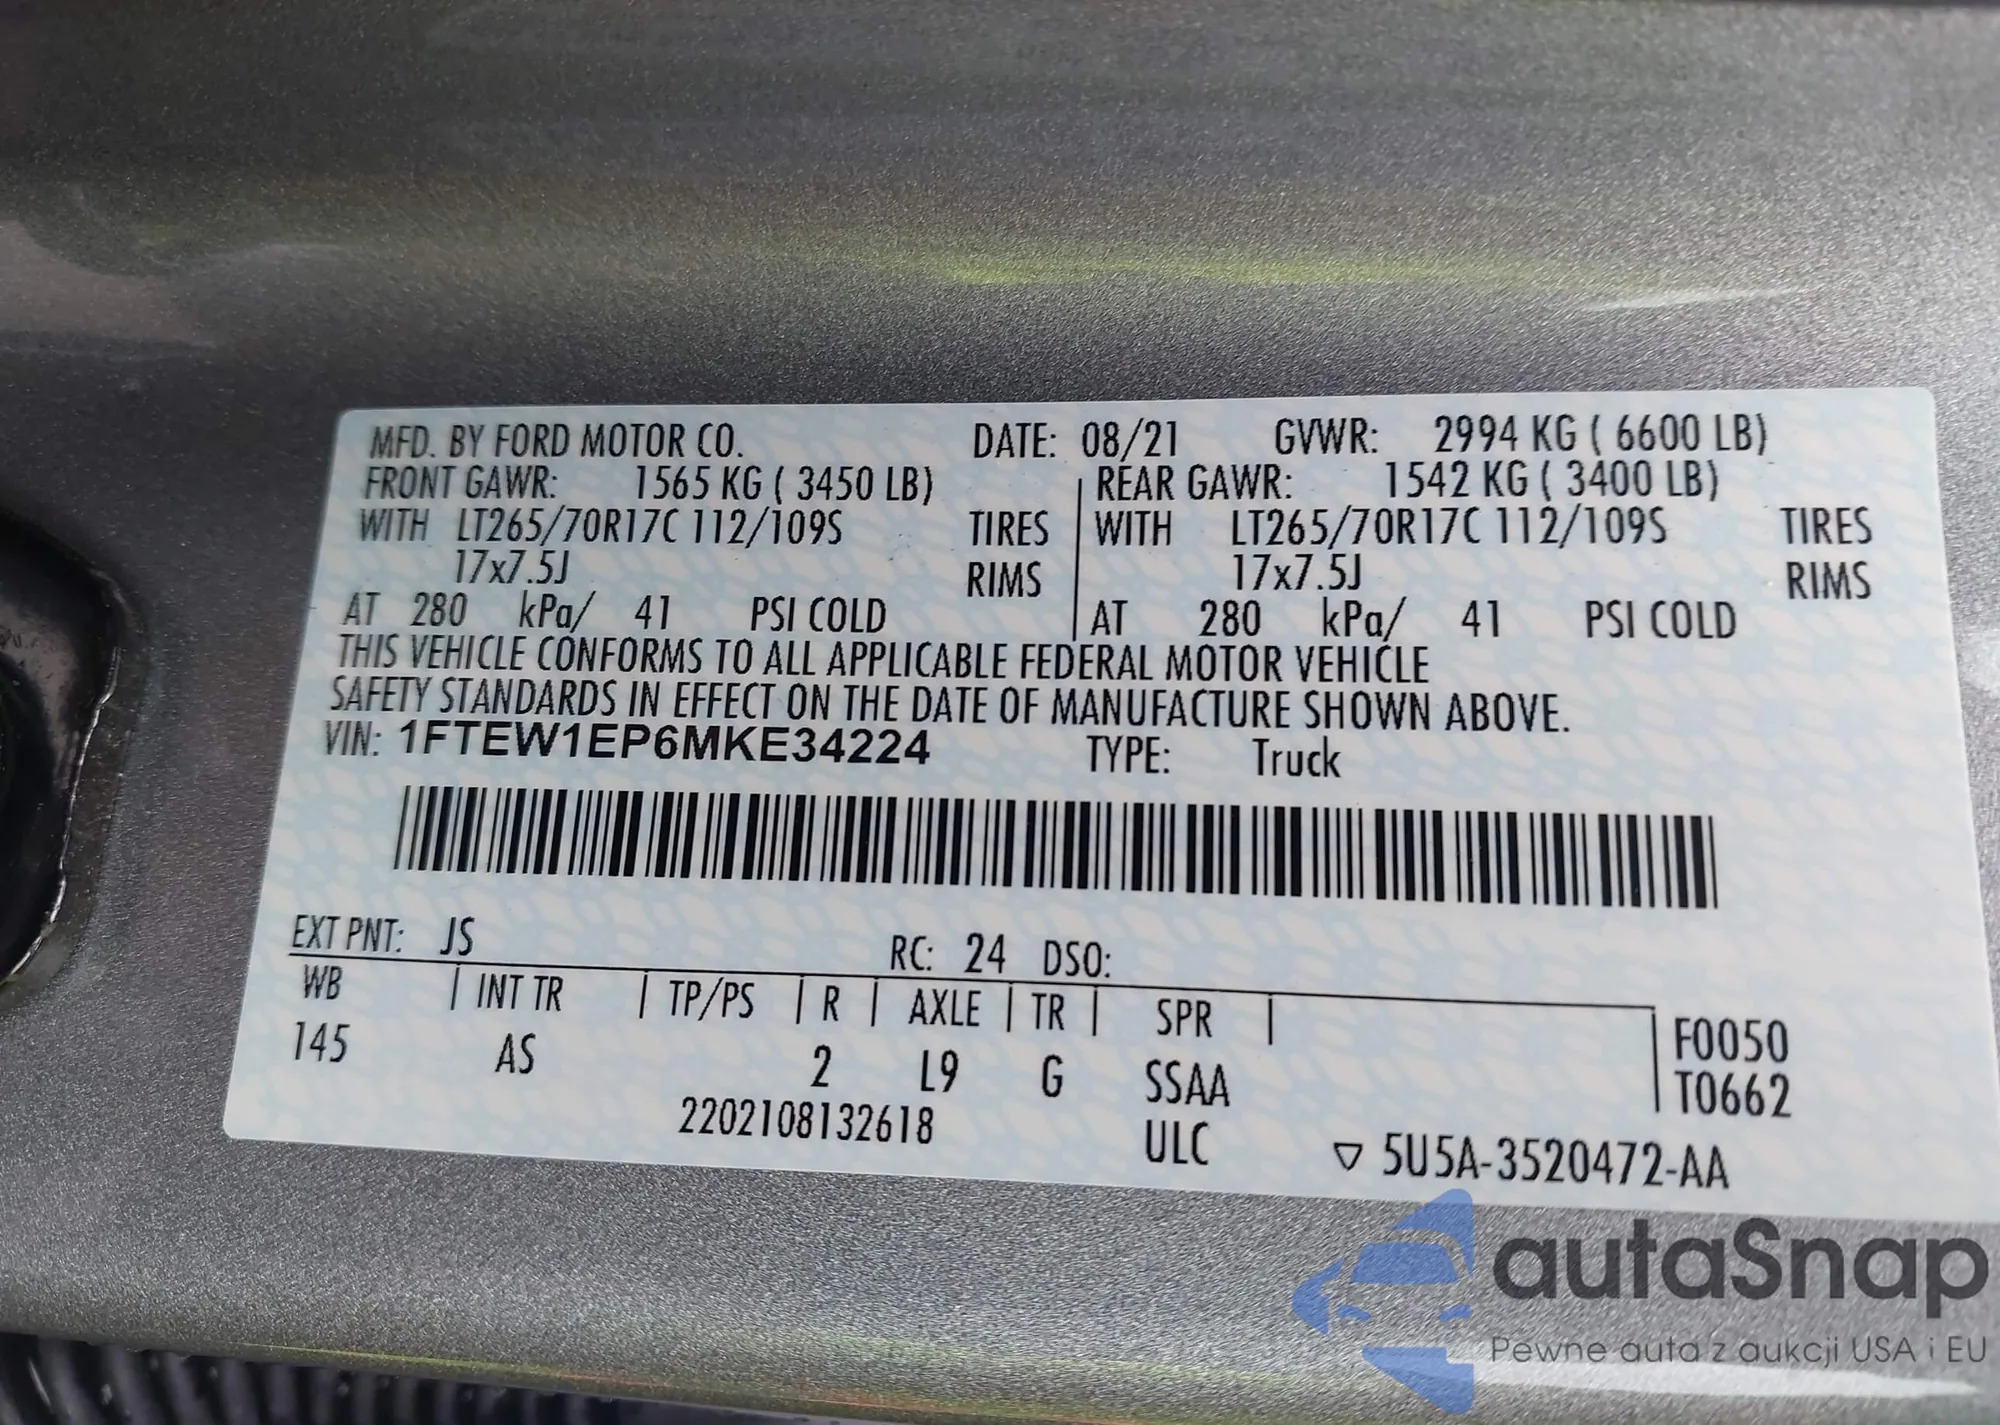 MFD. BY FORD MOTOR CO. DATE: 08/21 GVWR: 2994 KG ( 6600 LB)
FRONT GAWR: 1565 KG ( 3450 LB) REAR GAWR: 1542 KG ( 3400 LB)
WITH LT265/70R17C 112/109S TIRES WITH LT265/70R17C 112/109S TIRES
17x7.5J RIMS 17x7.5J RIMS
AT 280 kPa/ 41 PSI COLD AT 280 kPa/ 41 PSI COLD
THIS VEHICLE CONFORMS TO ALL APPLICABLE FEDERAL MOTOR VEHICLE
SAFETY STANDARDS IN EFFECT ON THE DATE OF MANUFACTURE SHOWN ABOVE.
VIN: 1FTEW1EP6MKE34224 TYPE: Truck
EXT PNT: JS RC: 24 DSO:
WB INT TR TP/PS R AXLE TR SPR F0050
145 AS 2 L9 G SSAA T0662
2202108132618 ULC ▽ 5U5A-3520472-AA
autaSnap
Pewne auta z aukcji USA i EU